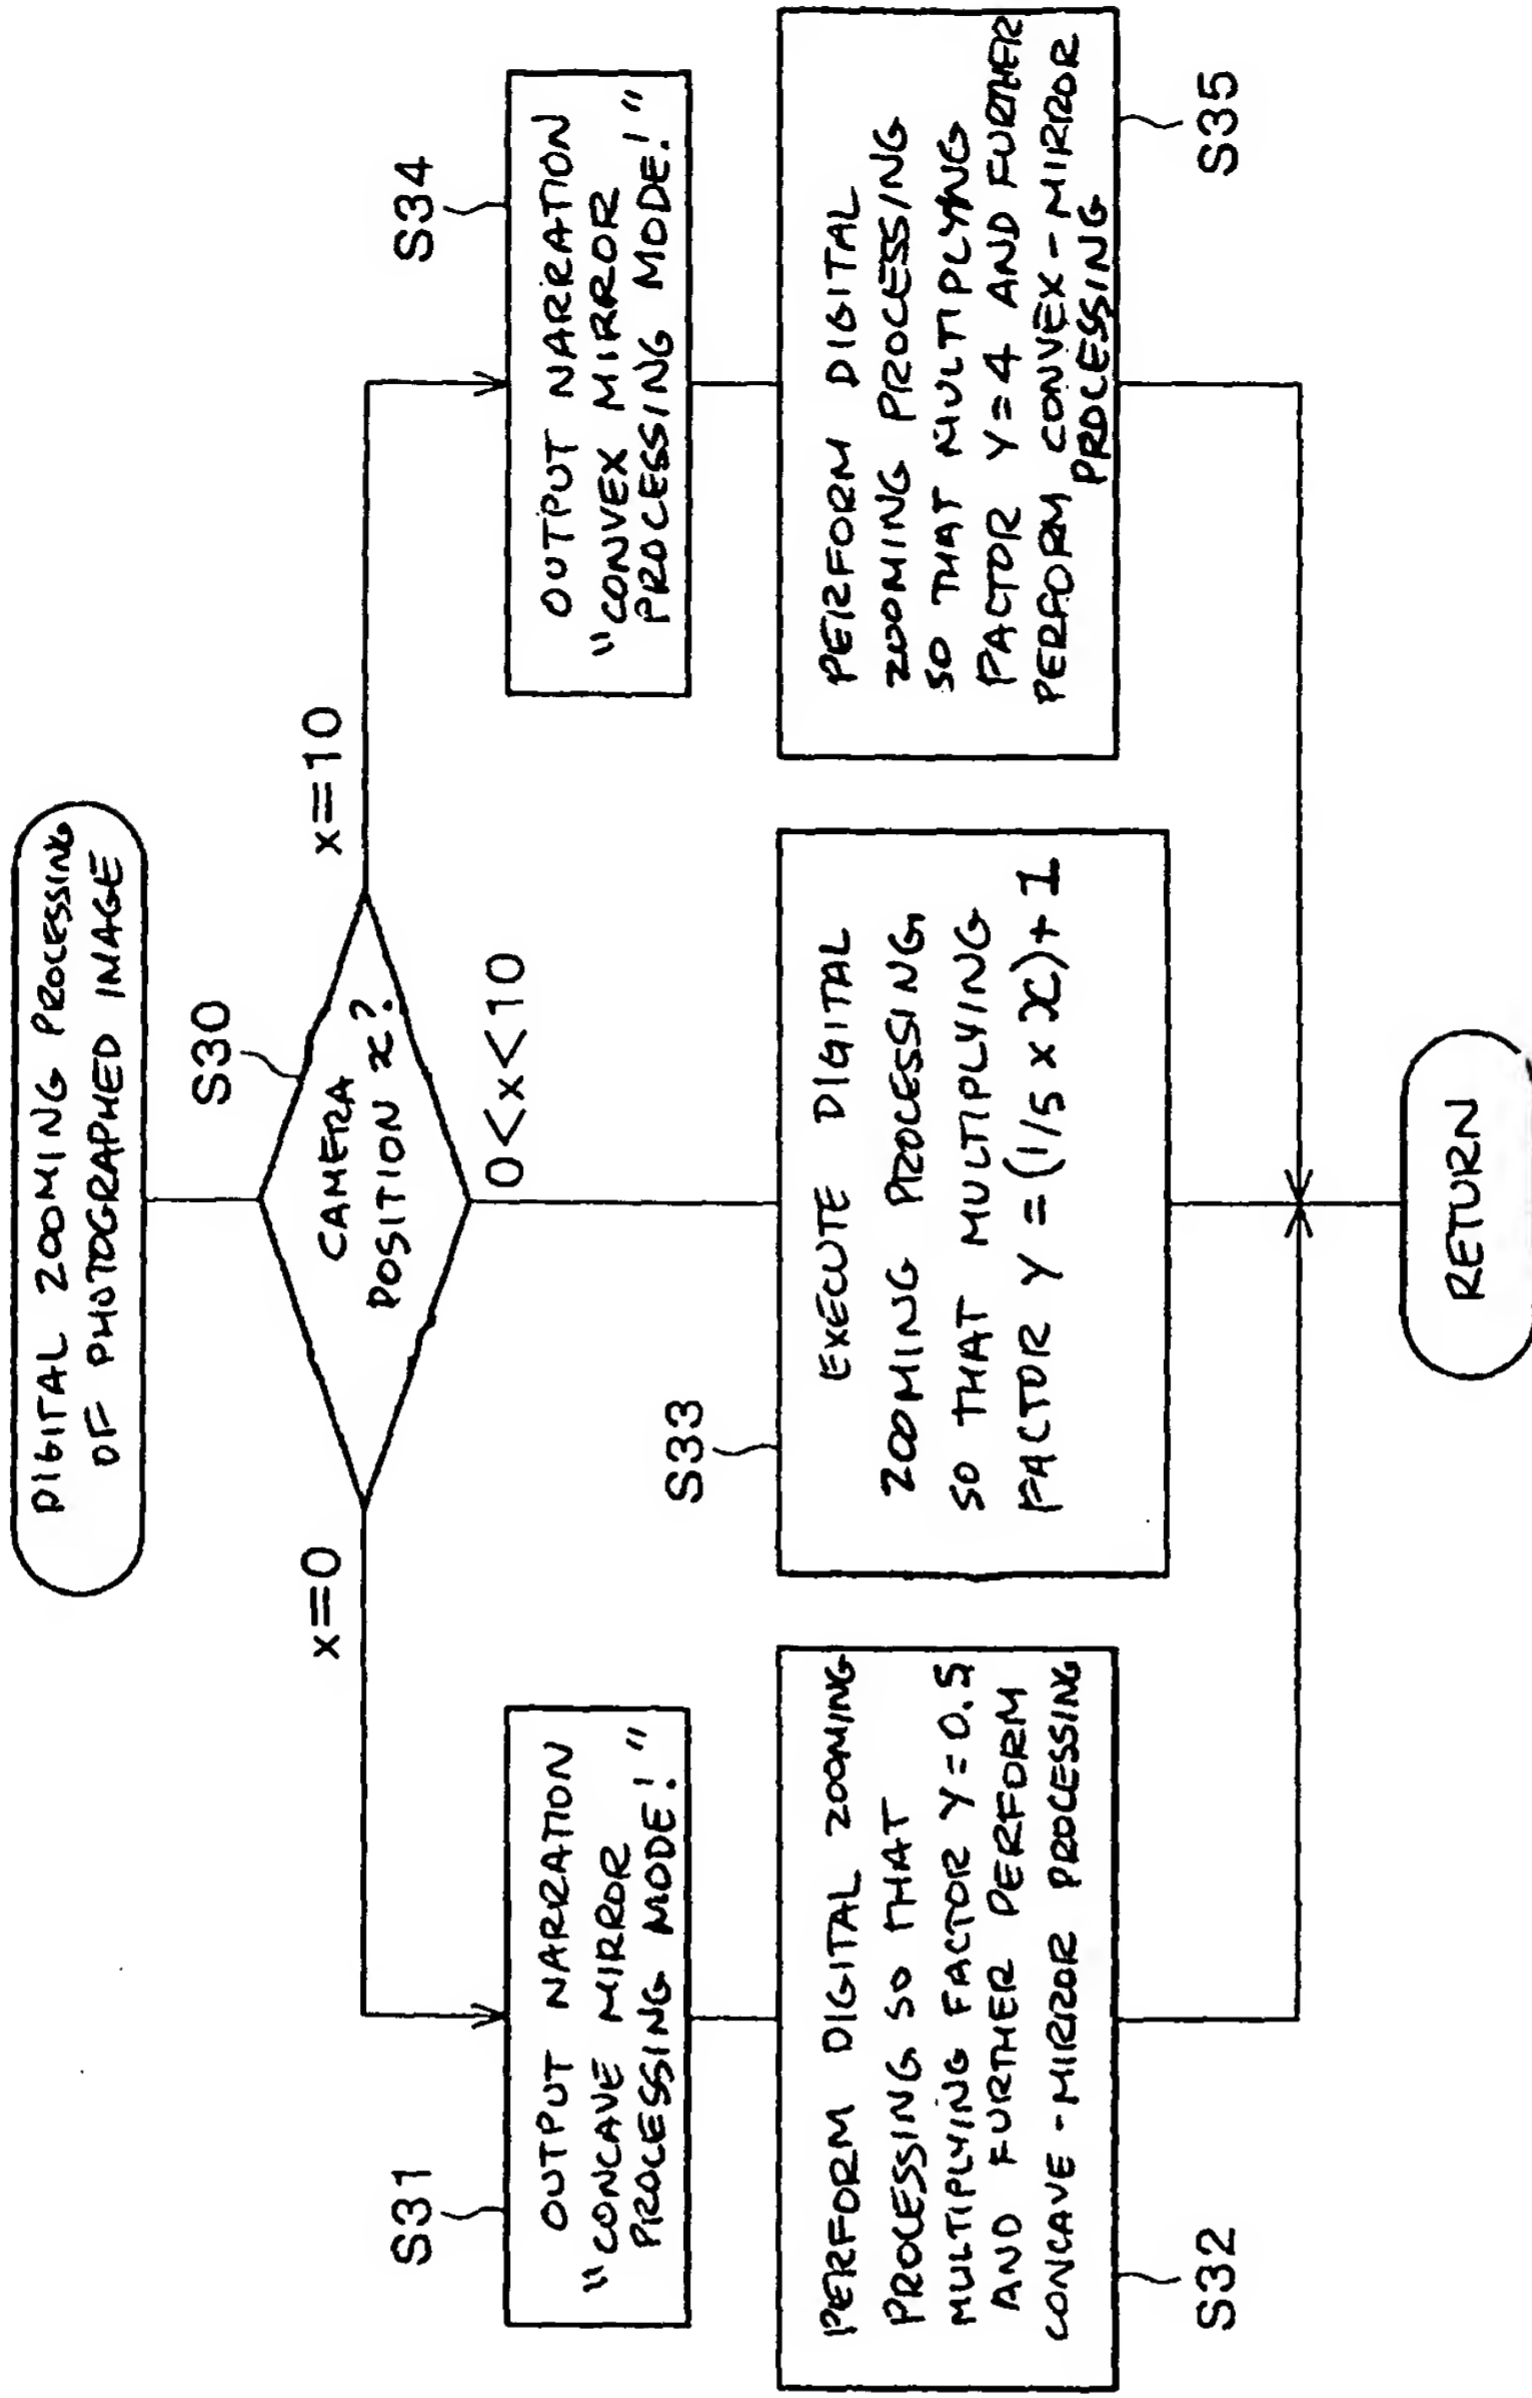 DIGITAL ZOOMING PROCESSING
OF PHOTOGRAPHED IMAGE
S30
CAMERA
POSITION x?
x=0
x=10
0<x<10
S31
OUTPUT NARRATION
"CONCAVE MIRROR
PROCESSING MODE!"
S34
OUTPUT NARRATION
"CONVEX MIRROR
PROCESSING MODE!"
PERFORM DIGITAL ZOOMING
PROCESSING SO THAT
MULTIPLYING FACTOR Y=0.5
AND FURTHER PERFORM
CONCAVE-MIRROR PROCESSING
S32
S33
EXECUTE DIGITAL
ZOOMING PROCESSING
SO THAT MULTIPLYING
FACTOR Y=(1/5×x)+1
PERFORM DIGITAL
ZOOMING PROCESSING
SO THAT MULTIPLYING
FACTOR Y=4 AND FURTHER
PERFORM CONVEX-MIRROR
PROCESSING
S35
RETURN